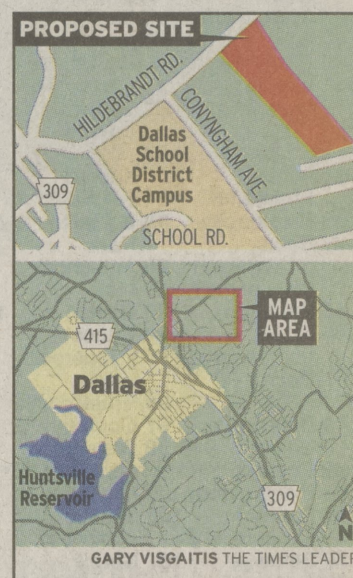 PROPOSED SITE
HILDEBRANDT RD.
CONYNGHAM AVE.
Dallas
School
District
Campus
309
SCHOOL RD.
415
MAP
AREA
Dallas
Huntsville
Reservoir
309
N
GARY VISGAITIS THE TIMES LEADER